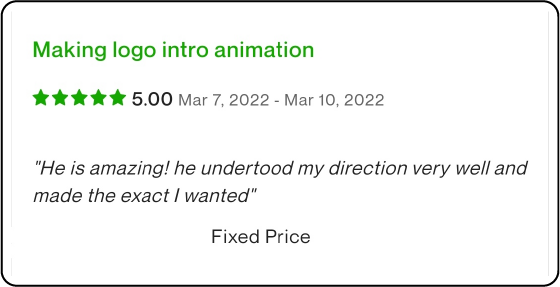 Making logo intro animation
5.00 Mar 7, 2022 - Mar 10, 2022
"He is amazing! he undertood my direction very well and
made the exact I wanted"
Fixed Price